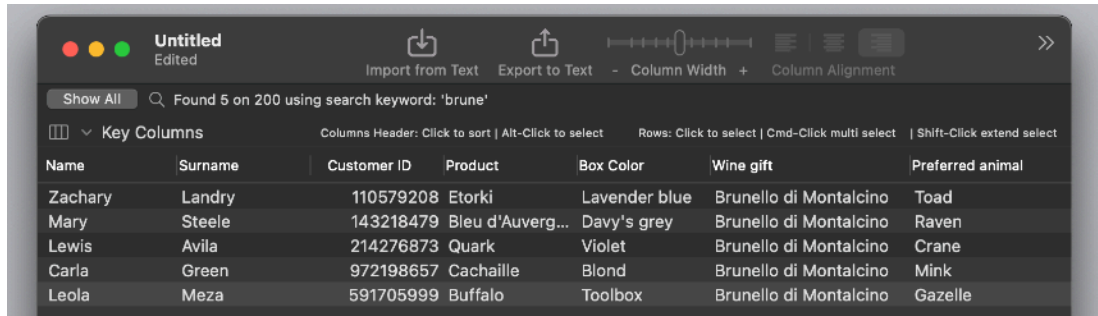 Untitled
Edited
Import from Text Export to Text - Column Width + Column Alignment
Show All Found 5 on 200 using search keyword: 'brune'
Key Columns Columns Header: Click to sort | Alt-Click to select Rows: Click to select | Cmd-Click multi select | Shift-Click extend select
Name Surname Customer ID Product Box Color Wine gift Preferred animal
Zachary Landry 110579208 Etorki Lavender blue Brunello di Montalcino Toad
Mary Steele 143218479 Bleu d'Auverg... Davy's grey Brunello di Montalcino Raven
Lewis Avila 214276873 Quark Violet Brunello di Montalcino Crane
Carla Green 972198657 Cachaille Blond Brunello di Montalcino Mink
Leola Meza 591705999 Buffalo Toolbox Brunello di Montalcino Gazelle